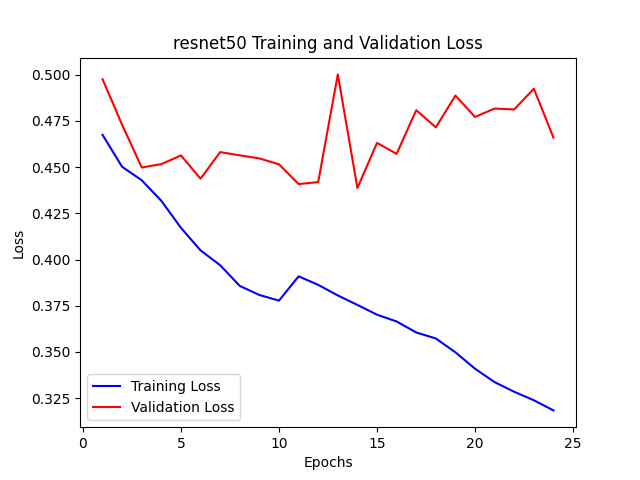 resnet50 Training and Validation Loss
0.500
0.475
0.450
0.425
0.400
0.375
0.350
0.325
Loss
Training Loss
Validation Loss
0 5 10 15 20 25
Epochs